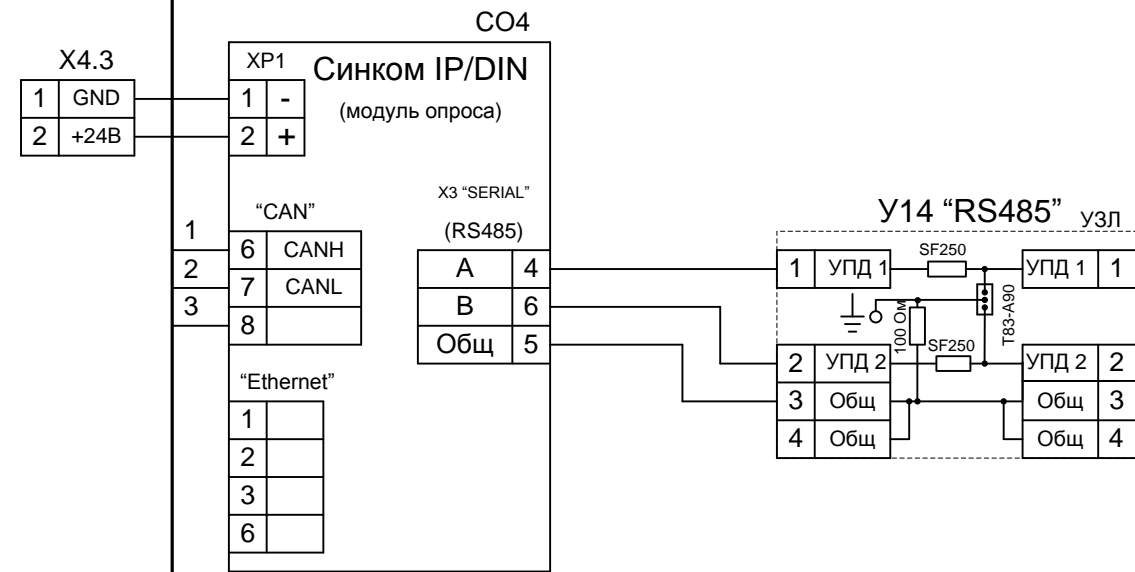 СО4
Х4.3
1 GND
2 +24В
ХР1
1 -
2 +
Синком IP/DIN
(модуль опроса)
Х3 “SERIAL”
(RS485)
А 4
В 6
Общ 5
“CAN”
1
2
3
6 CANH
7 CANL
8
“Ethernet”
1
2
3
6
У14 “RS485”
УЗЛ
1 УПД 1
SF250
УПД 1 1
T83-A90
100 Ом
SF250
2 УПД 2
УПД 2 2
3 Общ
Общ 3
4 Общ
Общ 4